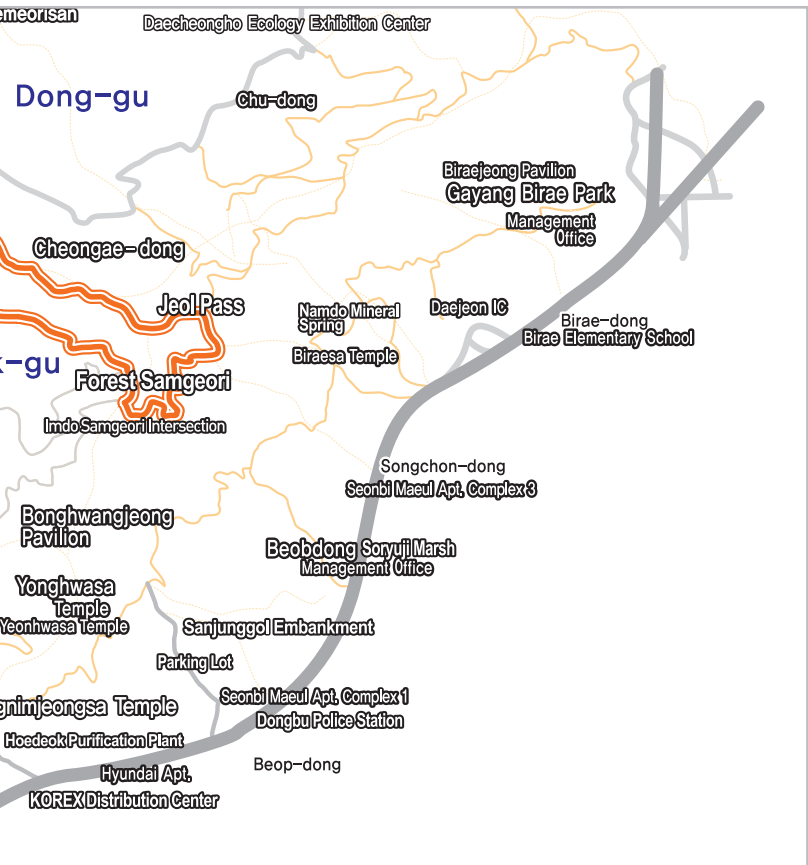 emeorisan
Daecheongho Ecology Exhibition Center
Dong-gu
Chu-dong
Biraejeong Pavilion
Gayang Birae Park
Management
Office
Cheongae-dong
Jeol Pass
Namdo Mineral
Spring
Daejeon IC
Birae-dong
Birae Elementary School
Biraesa Temple
k-gu
Forest Samgeori
Imdo Samgeori Intersection
Songchon-dong
Seonbi Maeul Apt. Complex 3
Bonghwangjeong
Pavilion
Beobdong Soryuji Marsh
Management Office
Yonghwasa
Temple
Yeonhwasa Temple
Sanjunggol Embankment
Parking Lot
Seonbi Maeul Apt. Complex 1
gnimjeongsa Temple
Dongbu Police Station
Hoedeok Purification Plant
Beop-dong
Hyundai Apt.
KOREX Distribution Center